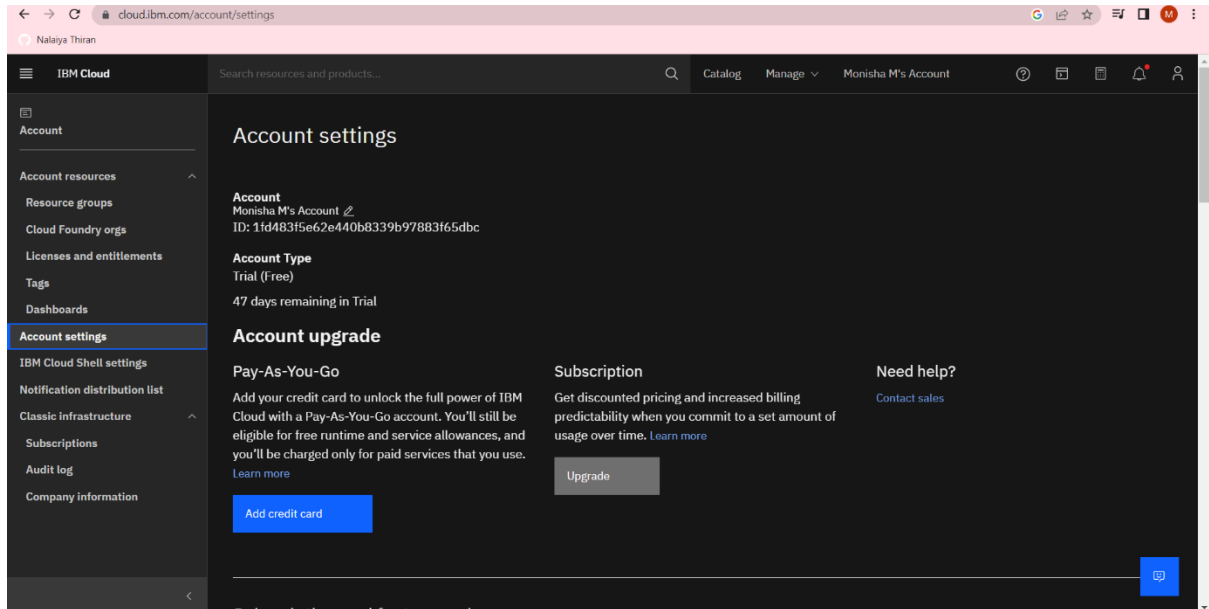 cloud.ibm.com/account/settings
Nalaiya Thiran
IBM Cloud
Search resources and products...
Catalog
Manage
Monisha M's Account
M
Account
Account resources
Resource groups
Cloud Foundry orgs
Licenses and entitlements
Tags
Dashboards
Account settings
IBM Cloud Shell settings
Notification distribution list
Classic infrastructure
Subscriptions
Audit log
Company information
Account settings
Account
Monisha M's Account
ID: 1fd483f5e62e440b8339b97883f65dbc
Account Type
Trial (Free)
47 days remaining in Trial
Account upgrade
Pay-As-You-Go
Add your credit card to unlock the full power of IBM
Cloud with a Pay-As-You-Go account. You'll still be
eligible for free runtime and service allowances, and
you'll be charged only for paid services that you use.
Learn more
Add credit card
Subscription
Get discounted pricing and increased billing
predictability when you commit to a set amount of
usage over time. Learn more
Upgrade
Need help?
Contact sales